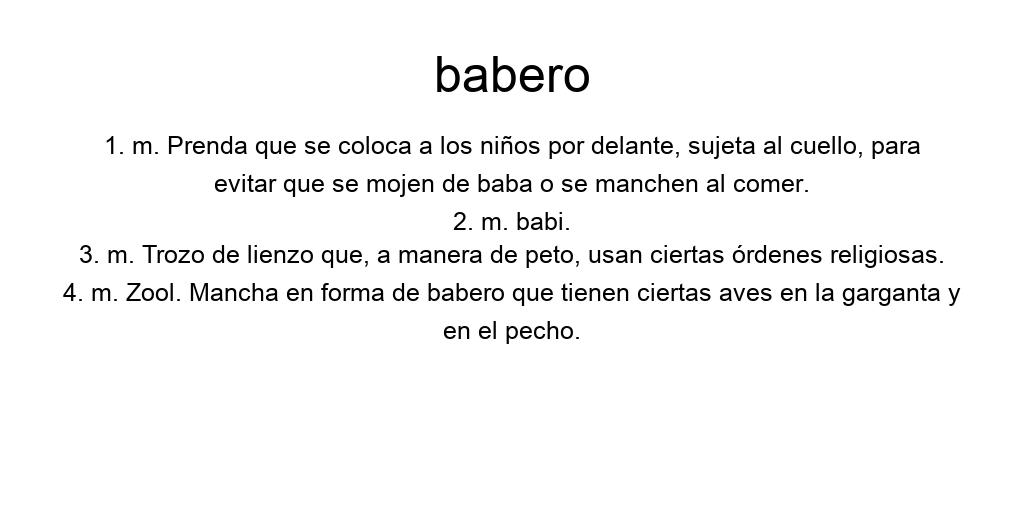 babero
1. m. Prenda que se coloca a los niños por delante, sujeta al cuello, para
evitar que se mojen de baba o se manchen al comer.
2. m. babi.
3. m. Trozo de lienzo que, a manera de peto, usan ciertas órdenes religiosas.
4. m. Zool. Mancha en forma de babero que tienen ciertas aves en la garganta y
en el pecho.